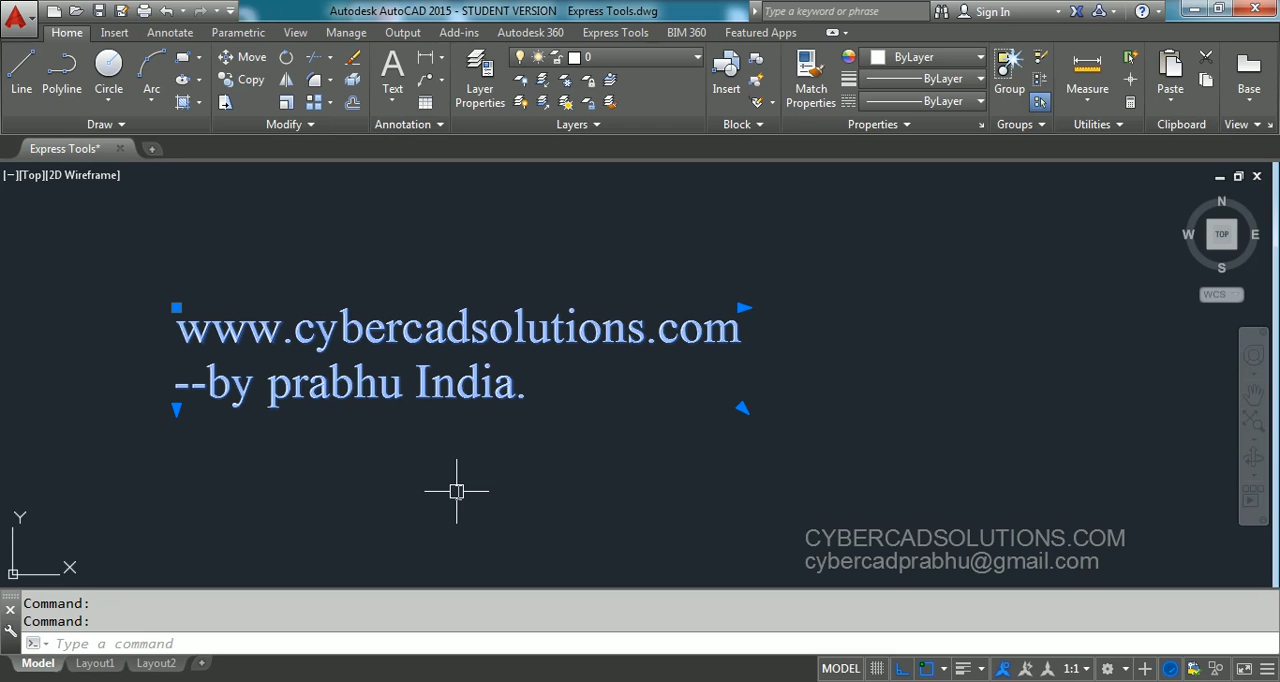 Autodesk AutoCAD 2015 - STUDENT VERSION Express Tools.dwg
Type a keyword or phrase
Sign In
Home Insert Annotate Parametric View Manage Output Add-ins Autodesk 360 Express Tools BIM 360 Featured Apps
Line Polyline Circle Arc
Move
Copy
Text
Layer Properties
0
Insert
Match Properties
ByLayer
ByLayer
ByLayer
Group
Measure
Paste
Base
Draw Modify Annotation Layers Block Properties Groups Utilities Clipboard View
Express Tools*
[−][Top][2D Wireframe]
N
W TOP E
S
WCS
www.cybercadsolutions.com
--by prabhu India.
Y
X
CYBERCADSOLUTIONS.COM
cybercadprabhu@gmail.com
Command:
Command:
Type a command
Model Layout1 Layout2
MODEL 1:1